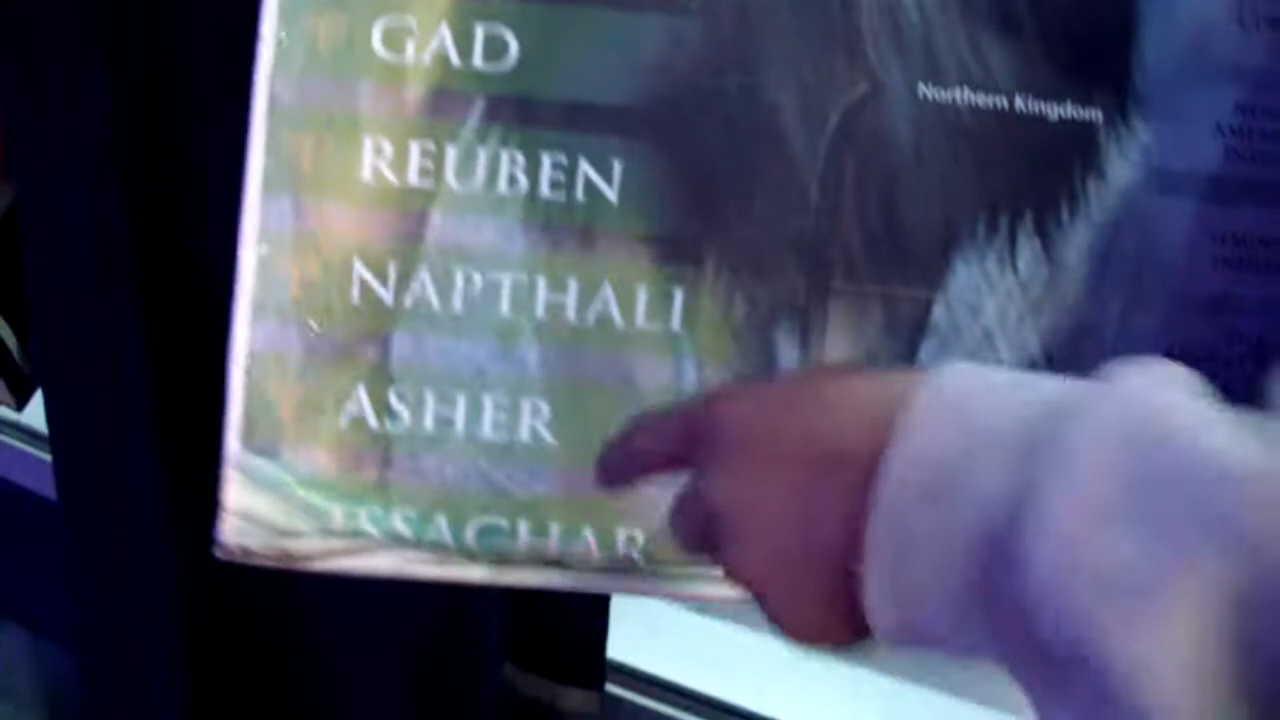 GAD
Northern Kingdom
REUBEN
NAPTHALI
ASHER
ISSACHAR